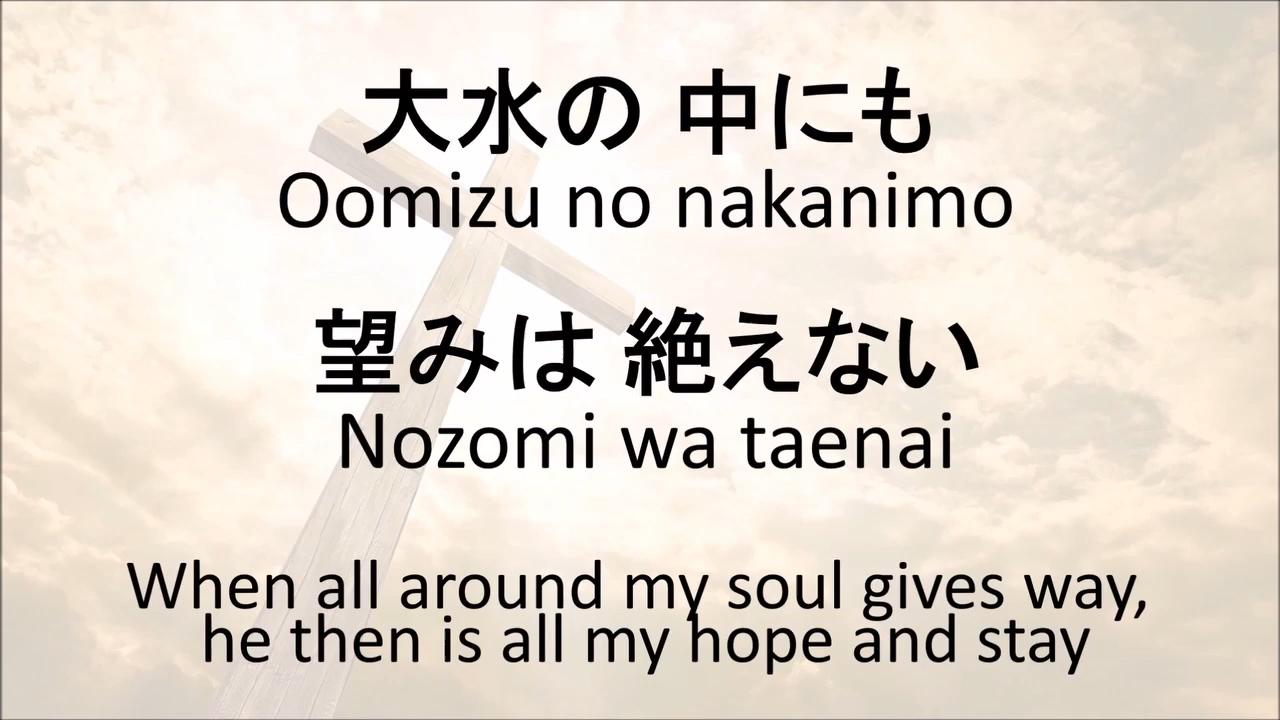 大水の 中にも
Oomizu no nakanimo
望みは 絶えない
Nozomi wa taenai
When all around my soul gives way,
he then is all my hope and stay